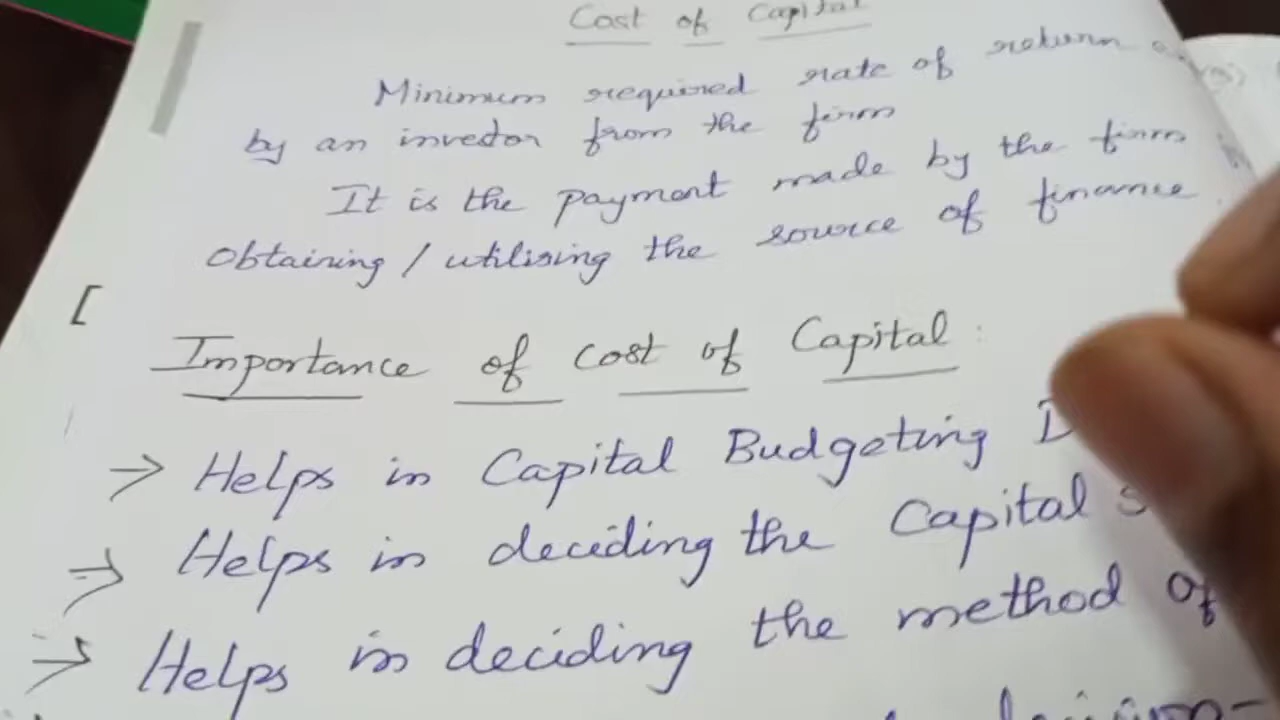 Cost of Capital
Minimum required rate of return
by an investor from the firm
It is the payment made by the firm
Obtaining / utilising the source of finance
[
Importance of Cost of Capital :
→ Helps in Capital Budgeting
→ Helps in deciding the Capital
→ Helps in deciding the method of